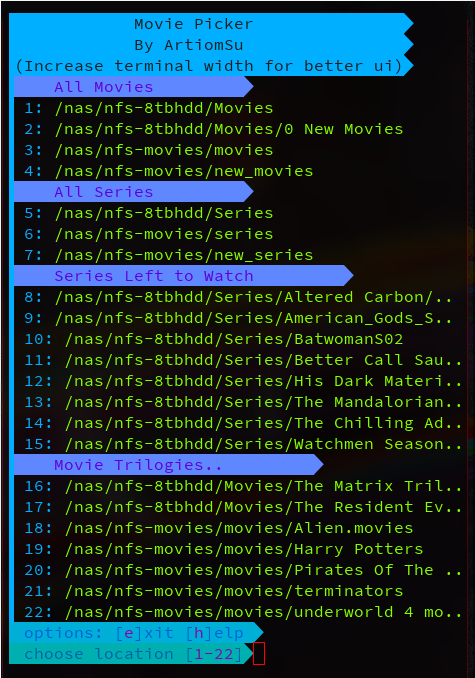 Movie Picker
By ArtiomSu
(Increase terminal width for better ui)
All Movies
1: /nas/nfs-8tbhdd/Movies
2: /nas/nfs-8tbhdd/Movies/0 New Movies
3: /nas/nfs-movies/movies
4: /nas/nfs-movies/new_movies
All Series
5: /nas/nfs-8tbhdd/Series
6: /nas/nfs-movies/series
7: /nas/nfs-movies/new_series
Series Left to Watch
8: /nas/nfs-8tbhdd/Series/Altered Carbon/..
9: /nas/nfs-8tbhdd/Series/American_Gods_S..
10: /nas/nfs-8tbhdd/Series/BatwomanS02
11: /nas/nfs-8tbhdd/Series/Better Call Sau..
12: /nas/nfs-8tbhdd/Series/His Dark Materi..
13: /nas/nfs-8tbhdd/Series/The Mandalorian..
14: /nas/nfs-8tbhdd/Series/The Chilling Ad..
15: /nas/nfs-8tbhdd/Series/Watchmen Season..
Movie Trilogies..
16: /nas/nfs-8tbhdd/Movies/The Matrix Tril..
17: /nas/nfs-8tbhdd/Movies/The Resident Ev..
18: /nas/nfs-movies/movies/Alien.movies
19: /nas/nfs-movies/movies/Harry Potters
20: /nas/nfs-movies/movies/Pirates Of The ..
21: /nas/nfs-movies/movies/terminators
22: /nas/nfs-movies/movies/underworld 4 mo..
options: [e]xit [h]elp
choose location [1-22]